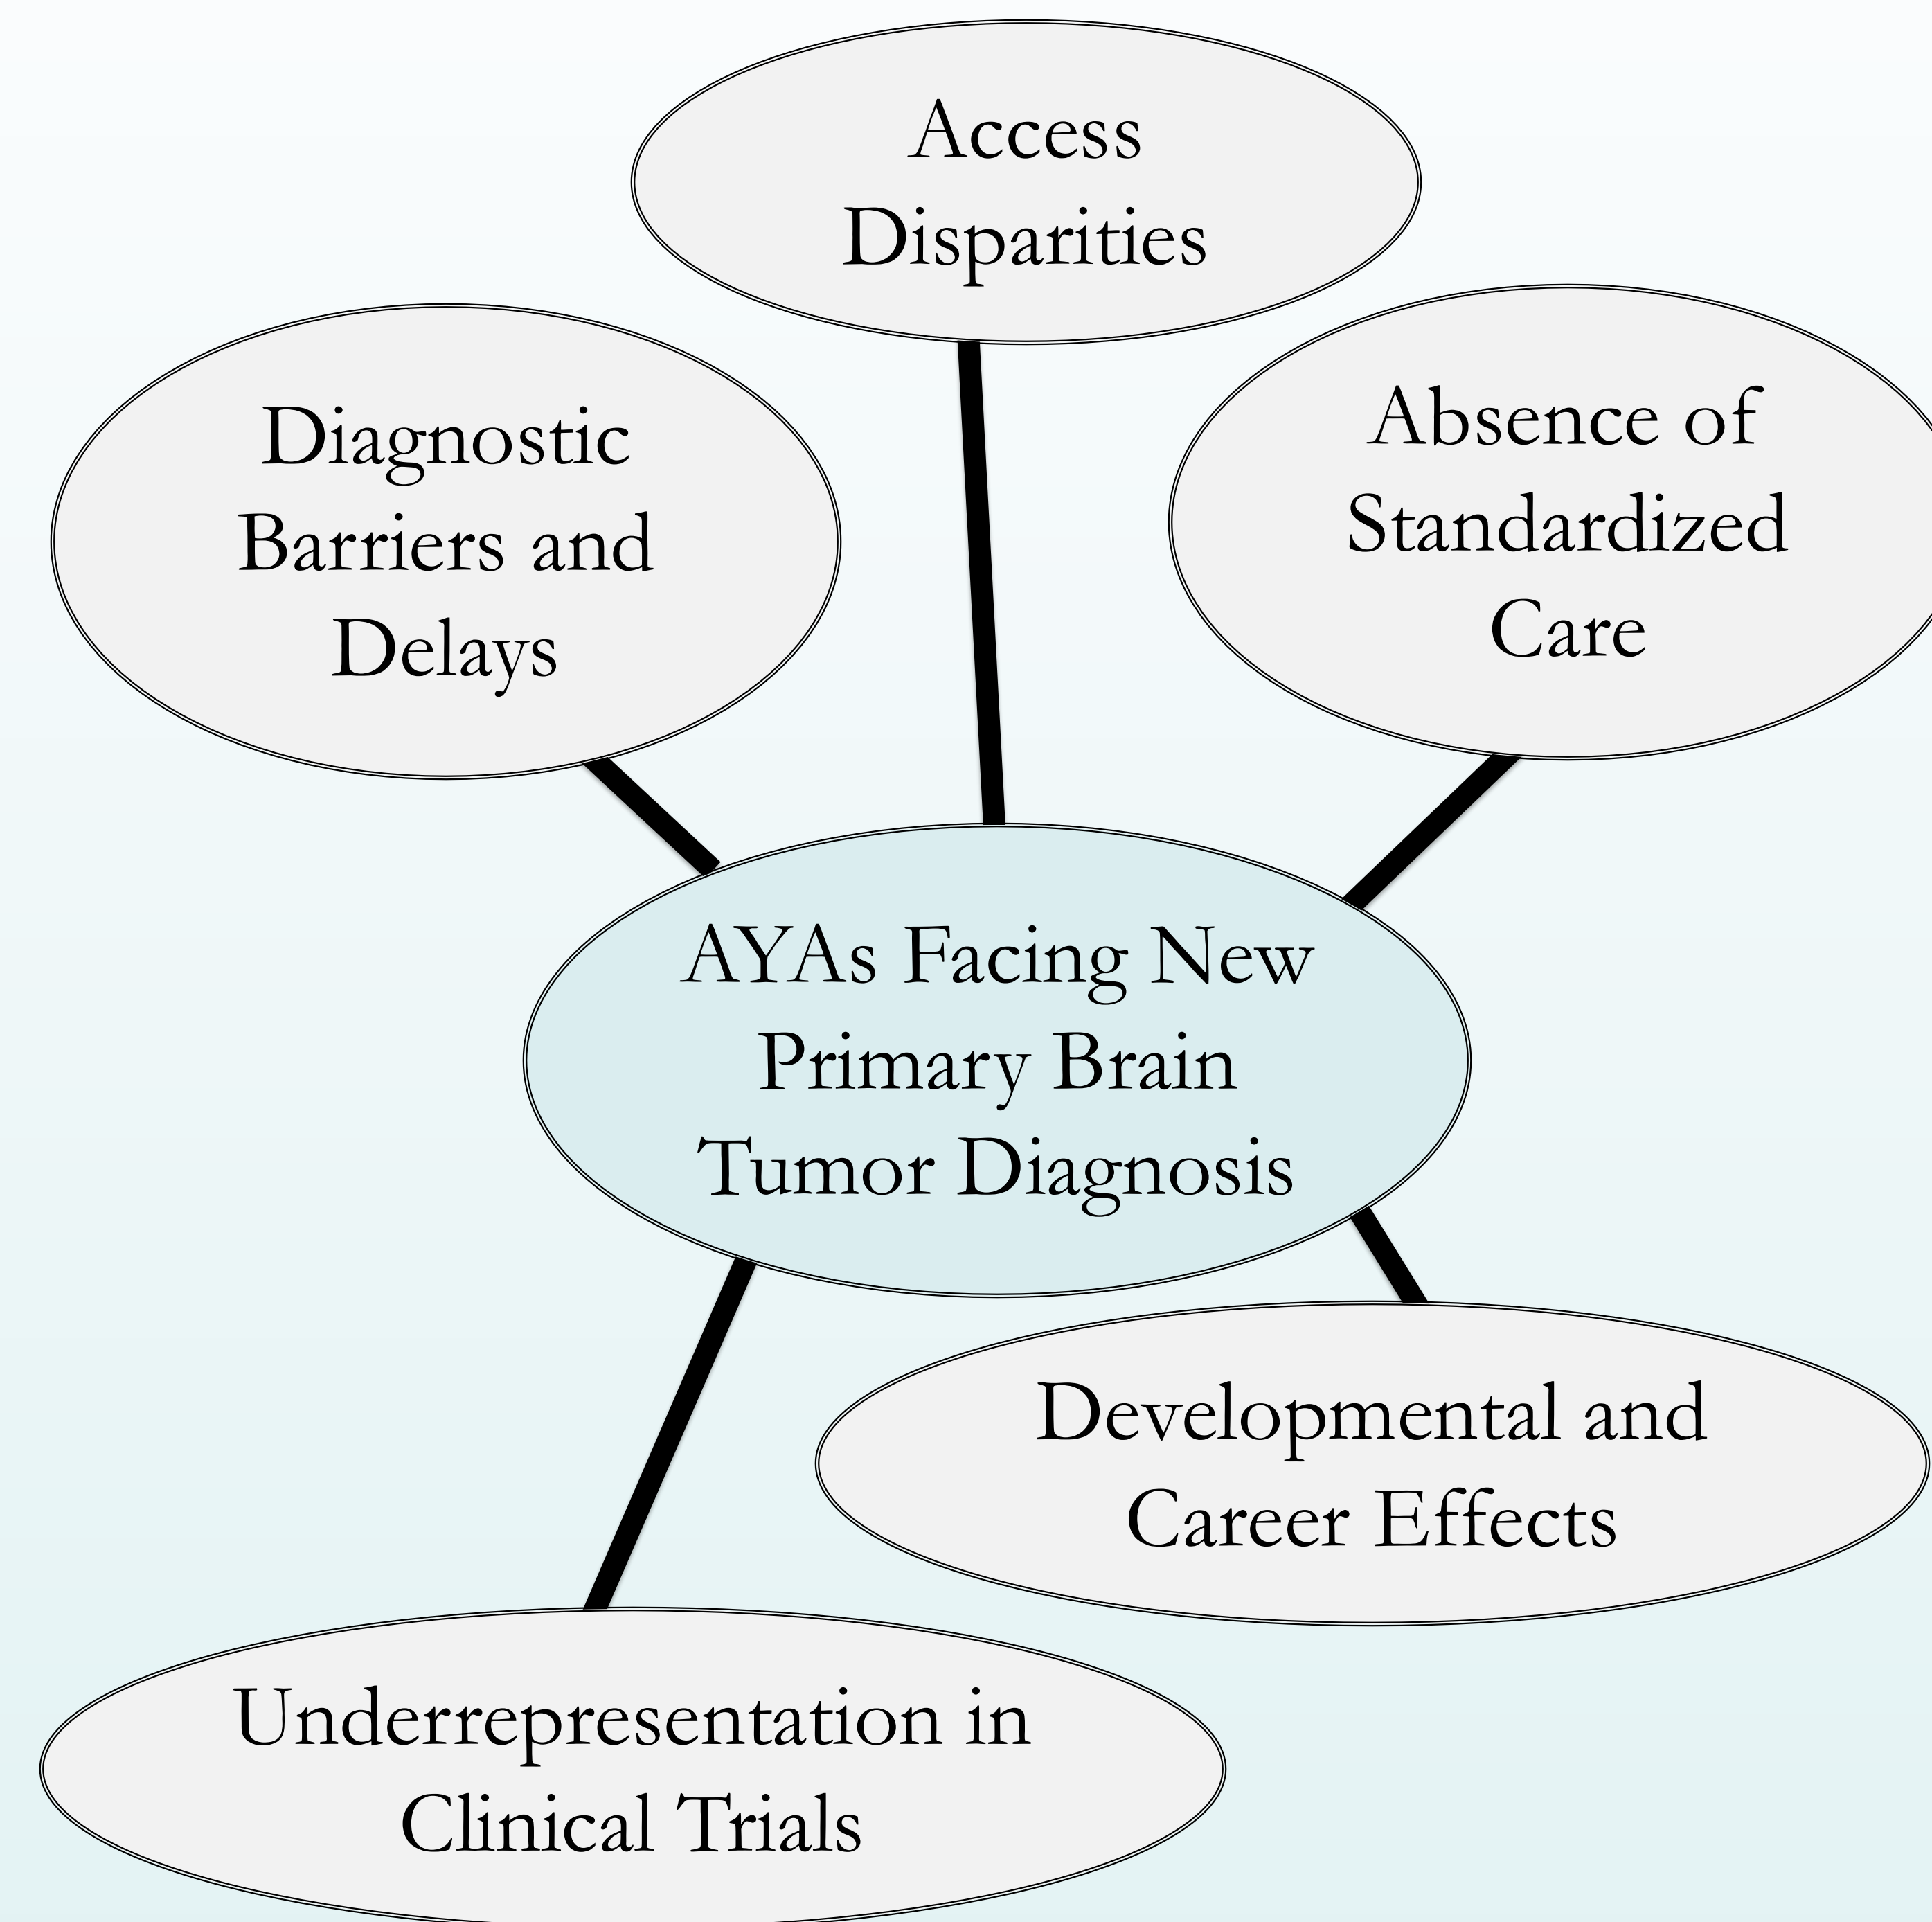 Access
Disparities
Diagnostic
Barriers and
Delays
Absence of
Standardized
Care
AYAs Facing New
Primary Brain
Tumor Diagnosis
Developmental and
Career Effects
Underrepresentation in
Clinical Trials